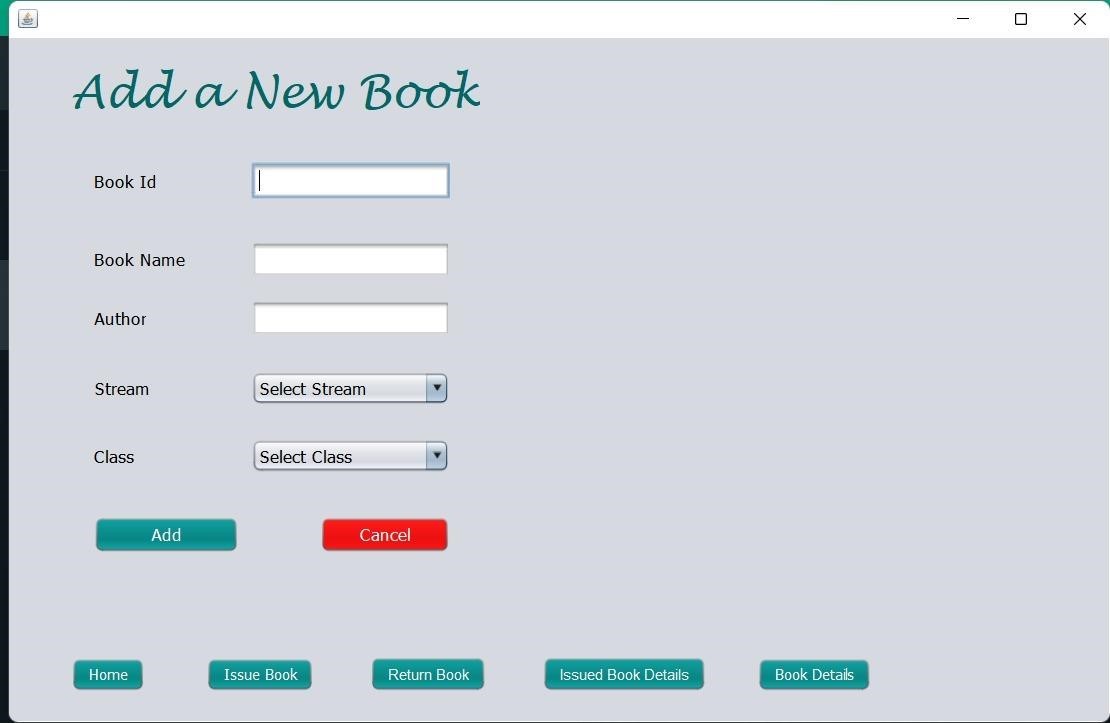 Add a New Book
Book Id
Book Name
Author
Stream Select Stream
Class Select Class
Add Cancel
Home Issue Book Return Book Issued Book Details Book Details